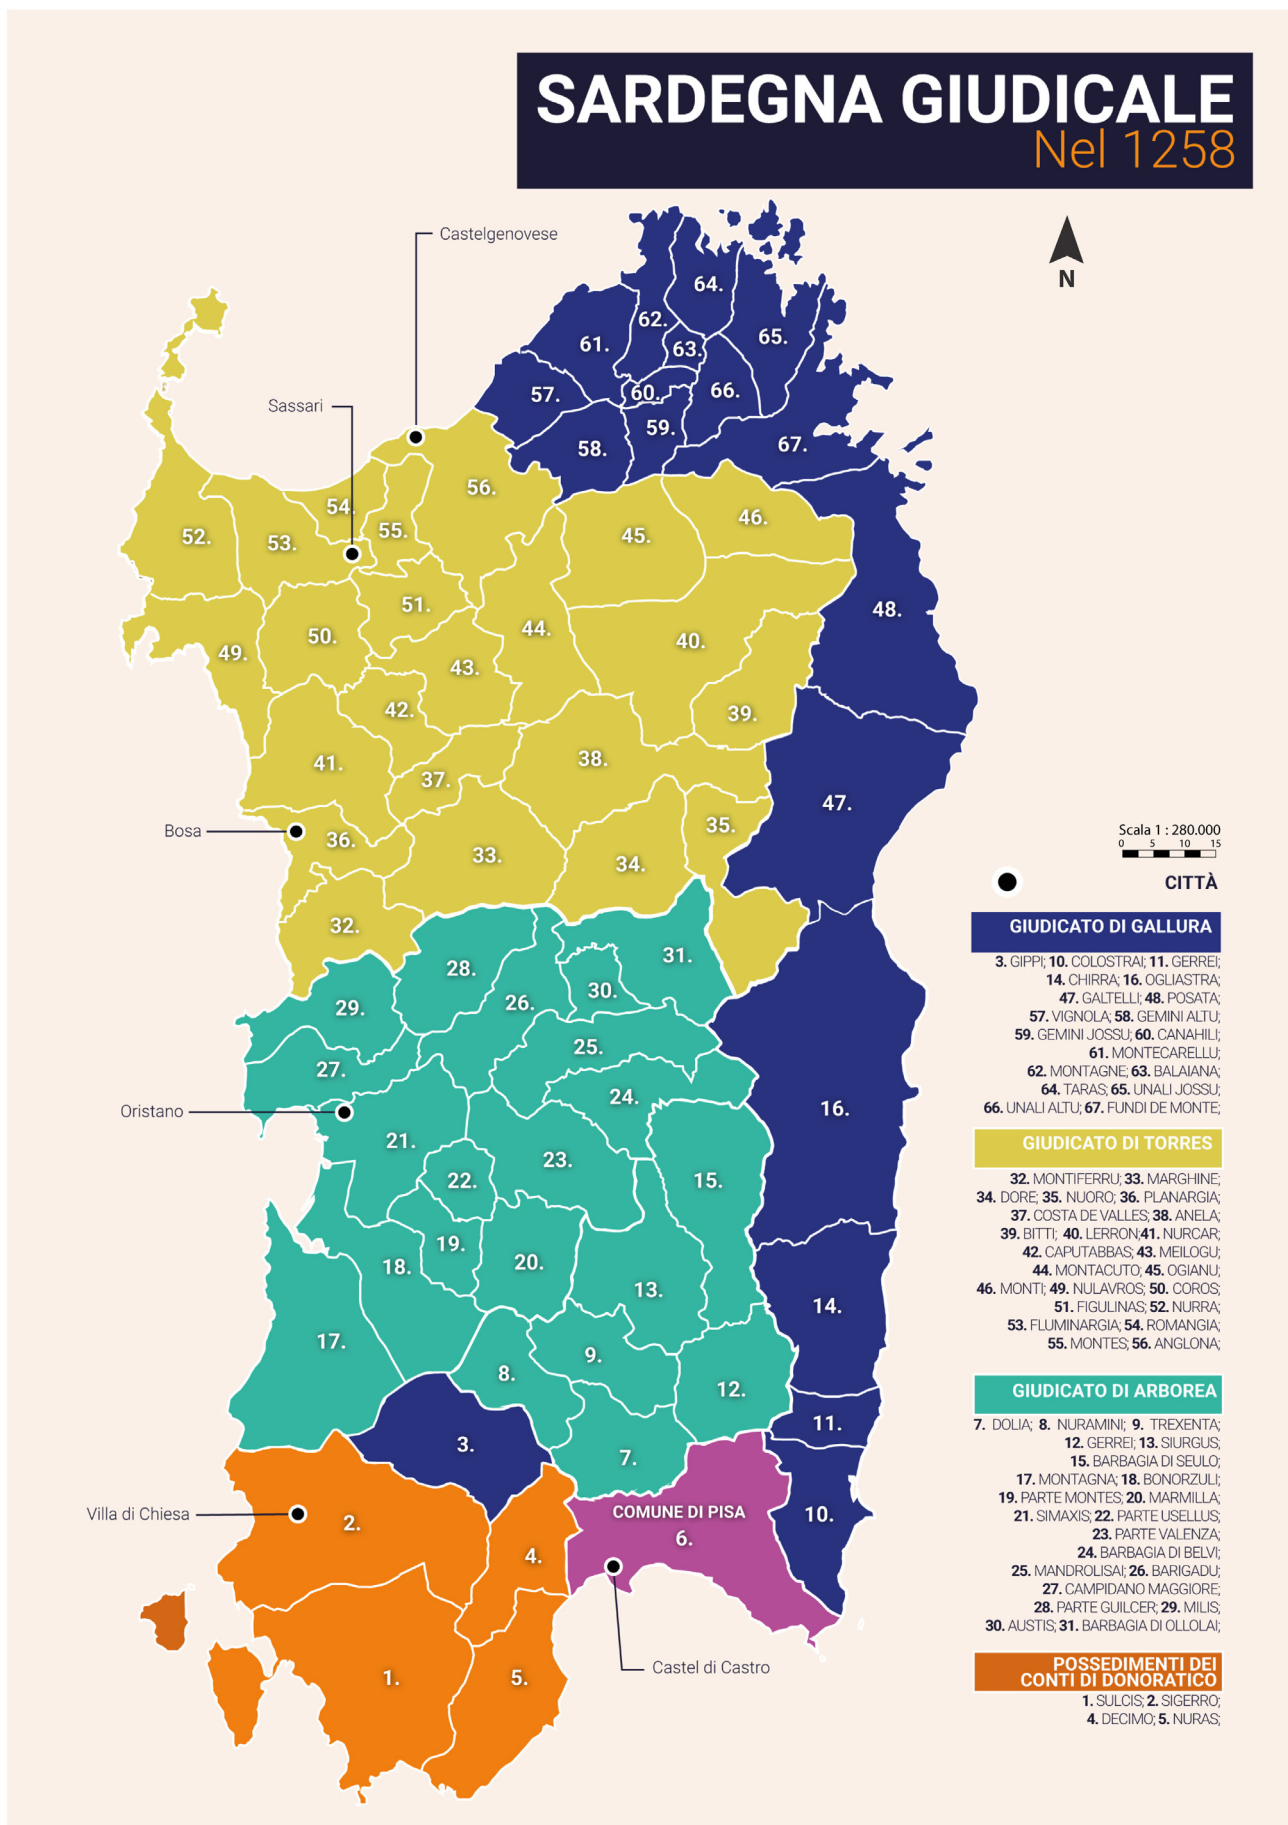 SARDEGNA GIUDICALE
Nel 1258
Castelgenovese
N
64.
62.
65.
61.
63.
57.
60.
66.
Sassari
59.
58.
67.
56.
54.
46.
55.
45.
52.
53.
51.
48.
50.
44.
40.
49.
43.
42.
39.
41.
38.
37.
47.
35.
Bosa
36.
33.
34.
32.
31.
28.
30.
26.
29.
25.
27.
24.
16.
Oristano
21.
23.
22.
15.
19.
20.
18.
13.
14.
17.
9.
8.
12.
11.
3.
7.
Villa di Chiesa
2.
COMUNE DI PISA
6.
10.
4.
Castel di Castro
1.
5.
Scala 1 : 280.000
0 5 10 15
CITTÀ
GIUDICATO DI GALLURA
3. GIPPI; 10. COLOSTRAI; 11. GERREI;
14. CHIRRA; 16. OGLIASTRA;
47. GALTELLI; 48. POSATA;
57. VIGNOLA; 58. GEMINI ALTU;
59. GEMINI JOSSU; 60. CANAHILI;
61. MONTECARELLU;
62. MONTAGNE; 63. BALAIANA;
64. TARAS; 65. UNALI JOSSU;
66. UNALI ALTU; 67. FUNDI DE MONTE;
GIUDICATO DI TORRES
32. MONTIFERRU; 33. MARGHINE;
34. DORE; 35. NUORO; 36. PLANARGIA;
37. COSTA DE VALLES; 38. ANELA;
39. BITTI; 40. LERRON;41. NURCAR;
42. CAPUTABBAS; 43. MEILOGU;
44. MONTACUTO; 45. OGIANU;
46. MONTI; 49. NULAVROS; 50. COROS;
51. FIGULINAS; 52. NURRA;
53. FLUMINARGIA; 54. ROMANGIA;
55. MONTES; 56. ANGLONA;
GIUDICATO DI ARBOREA
7. DOLIA; 8. NURAMINI; 9. TREXENTA;
12. GERREI; 13. SIURGUS;
15. BARBAGIA DI SEULO;
17. MONTAGNA; 18. BONORZULI;
19. PARTE MONTES; 20. MARMILLA;
21. SIMAXIS; 22. PARTE USELLUS;
23. PARTE VALENZA;
24. BARBAGIA DI BELVI;
25. MANDROLISAI; 26. BARIGADU;
27. CAMPIDANO MAGGIORE;
28. PARTE GUILCER; 29. MILIS;
30. AUSTIS; 31. BARBAGIA DI OLLOLAI;
POSSEDIMENTI DEI
CONTI DI DONORATICO
1. SULCIS; 2. SIGERRO;
4. DECIMO; 5. NURAS;